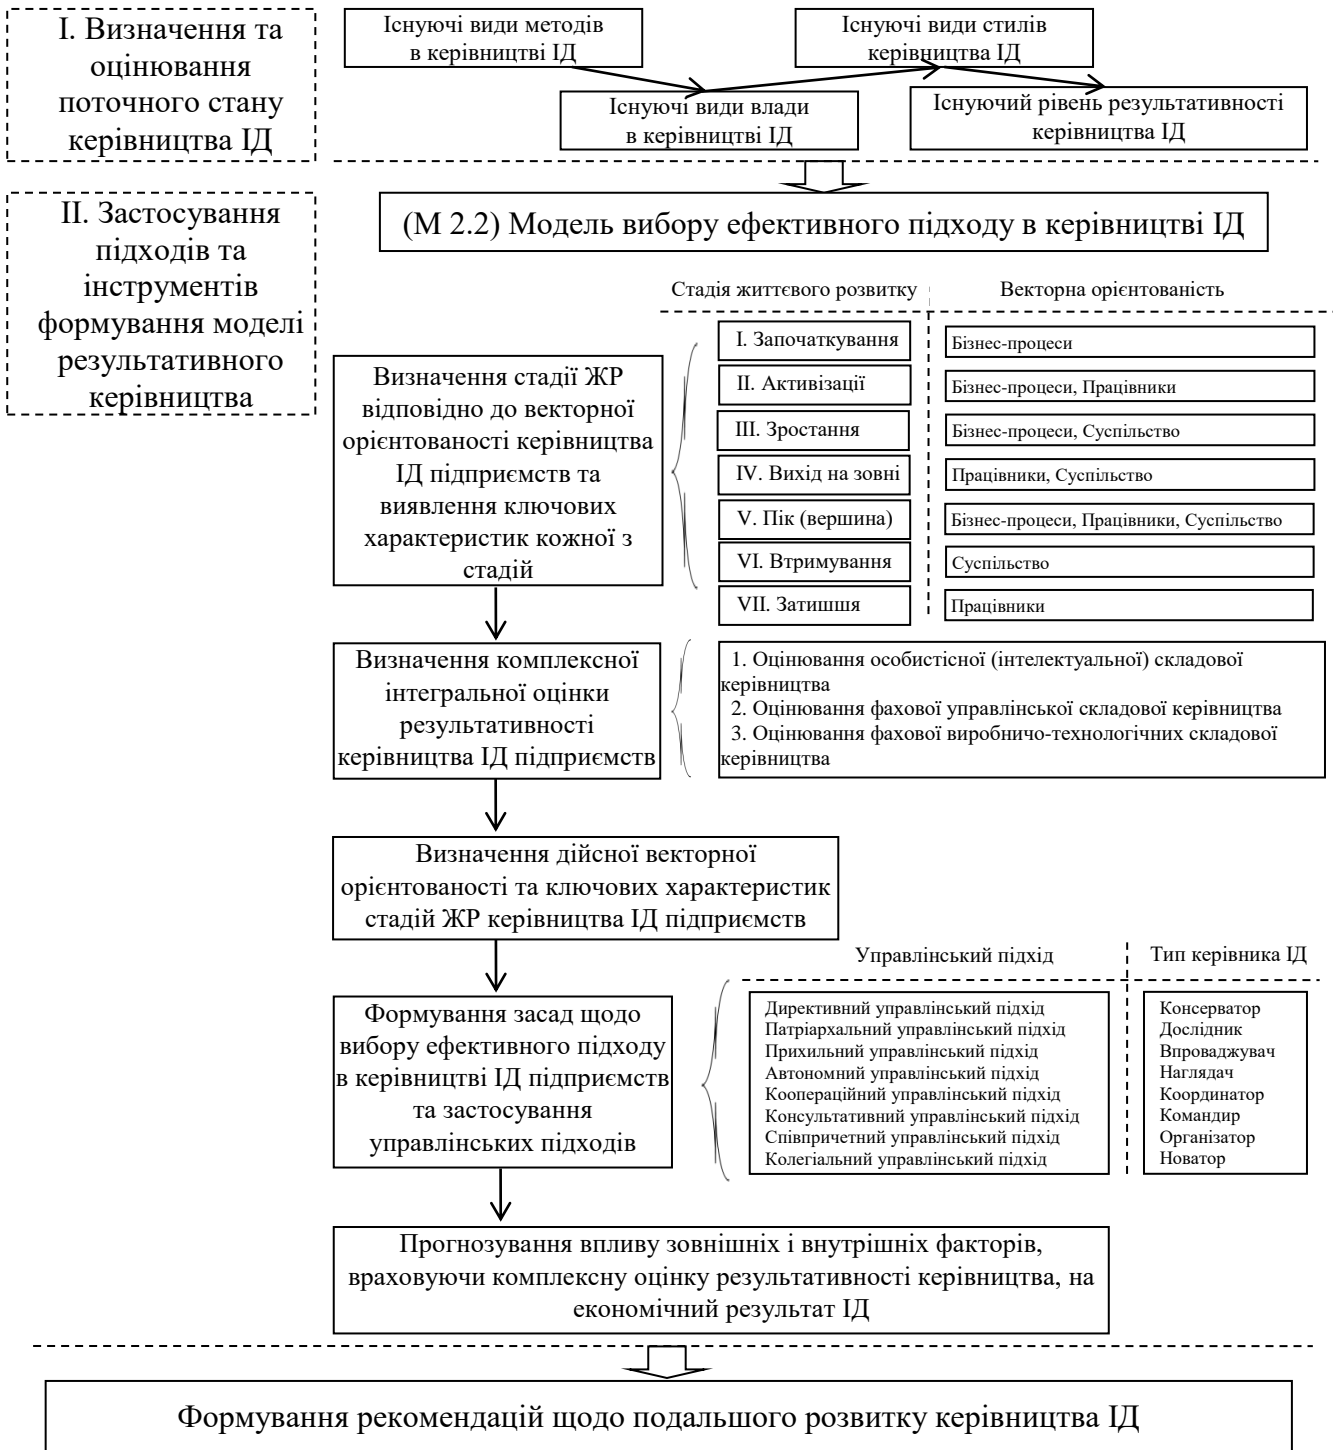 I. Визначення та
оцінювання
поточного стану
керівництва ІД
Існуючі види методів
в керівництві ІД
Існуючі види стилів
керівництва ІД
Існуючі види влади
в керівництві ІД
Існуючий рівень результативності
керівництва ІД
II. Застосування
підходів та
інструментів
формування моделі
результативного
керівництва
(М 2.2) Модель вибору ефективного підходу в керівництві ІД
Стадія життєвого розвитку
Векторна орієнтованість
Визначення стадії ЖР
відповідно до векторної
орієнтованості керівництва
ІД підприємств та
виявлення ключових
характеристик кожної з
стадій
I. Започаткування
Бізнес-процеси
II. Активізації
Бізнес-процеси, Працівники
III. Зростання
Бізнес-процеси, Суспільство
IV. Вихід на зовні
Працівники, Суспільство
V. Пік (вершина)
Бізнес-процеси, Працівники, Суспільство
VI. Втримування
Суспільство
VII. Затишшя
Працівники
Визначення комплексної
інтегральної оцінки
результативності
керівництва ІД підприємств
1. Оцінювання особистісної (інтелектуальної) складової
керівництва
2. Оцінювання фахової управлінської складової керівництва
3. Оцінювання фахової виробничо-технологічних складової
керівництва
Визначення дійсної векторної
орієнтованості та ключових характеристик
стадій ЖР керівництва ІД підприємств
Управлінський підхід
Тип керівника ІД
Формування засад щодо
вибору ефективного підходу
в керівництві ІД підприємств
та застосування
управлінських підходів
Директивний управлінський підхід
Патріархальний управлінський підхід
Прихильний управлінський підхід
Автономний управлінський підхід
Коопераційний управлінський підхід
Консультативний управлінський підхід
Співпричетний управлінський підхід
Колегіальний управлінський підхід
Консерватор
Дослідник
Впроваджувач
Наглядач
Координатор
Командир
Організатор
Новатор
Прогнозування впливу зовнішніх і внутрішніх факторів,
враховуючи комплексну оцінку результативності керівництва, на
економічний результат ІД
Формування рекомендацій щодо подальшого розвитку керівництва ІД